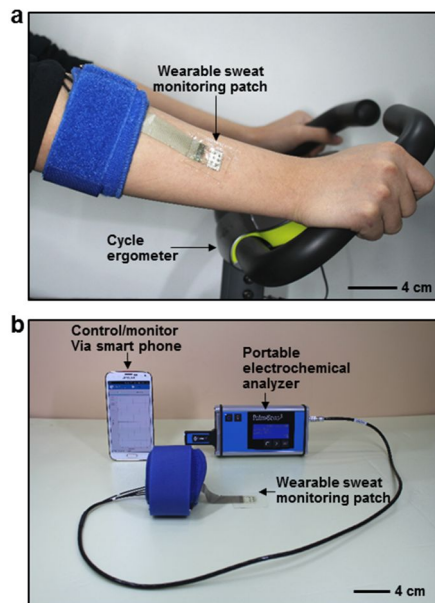 a
Wearable sweat
monitoring patch
Cycle
ergometer
4 cm
b
Control/monitor
Via smart phone
Portable
electrochemical
analyzer
Wearable sweat
monitoring patch
4 cm